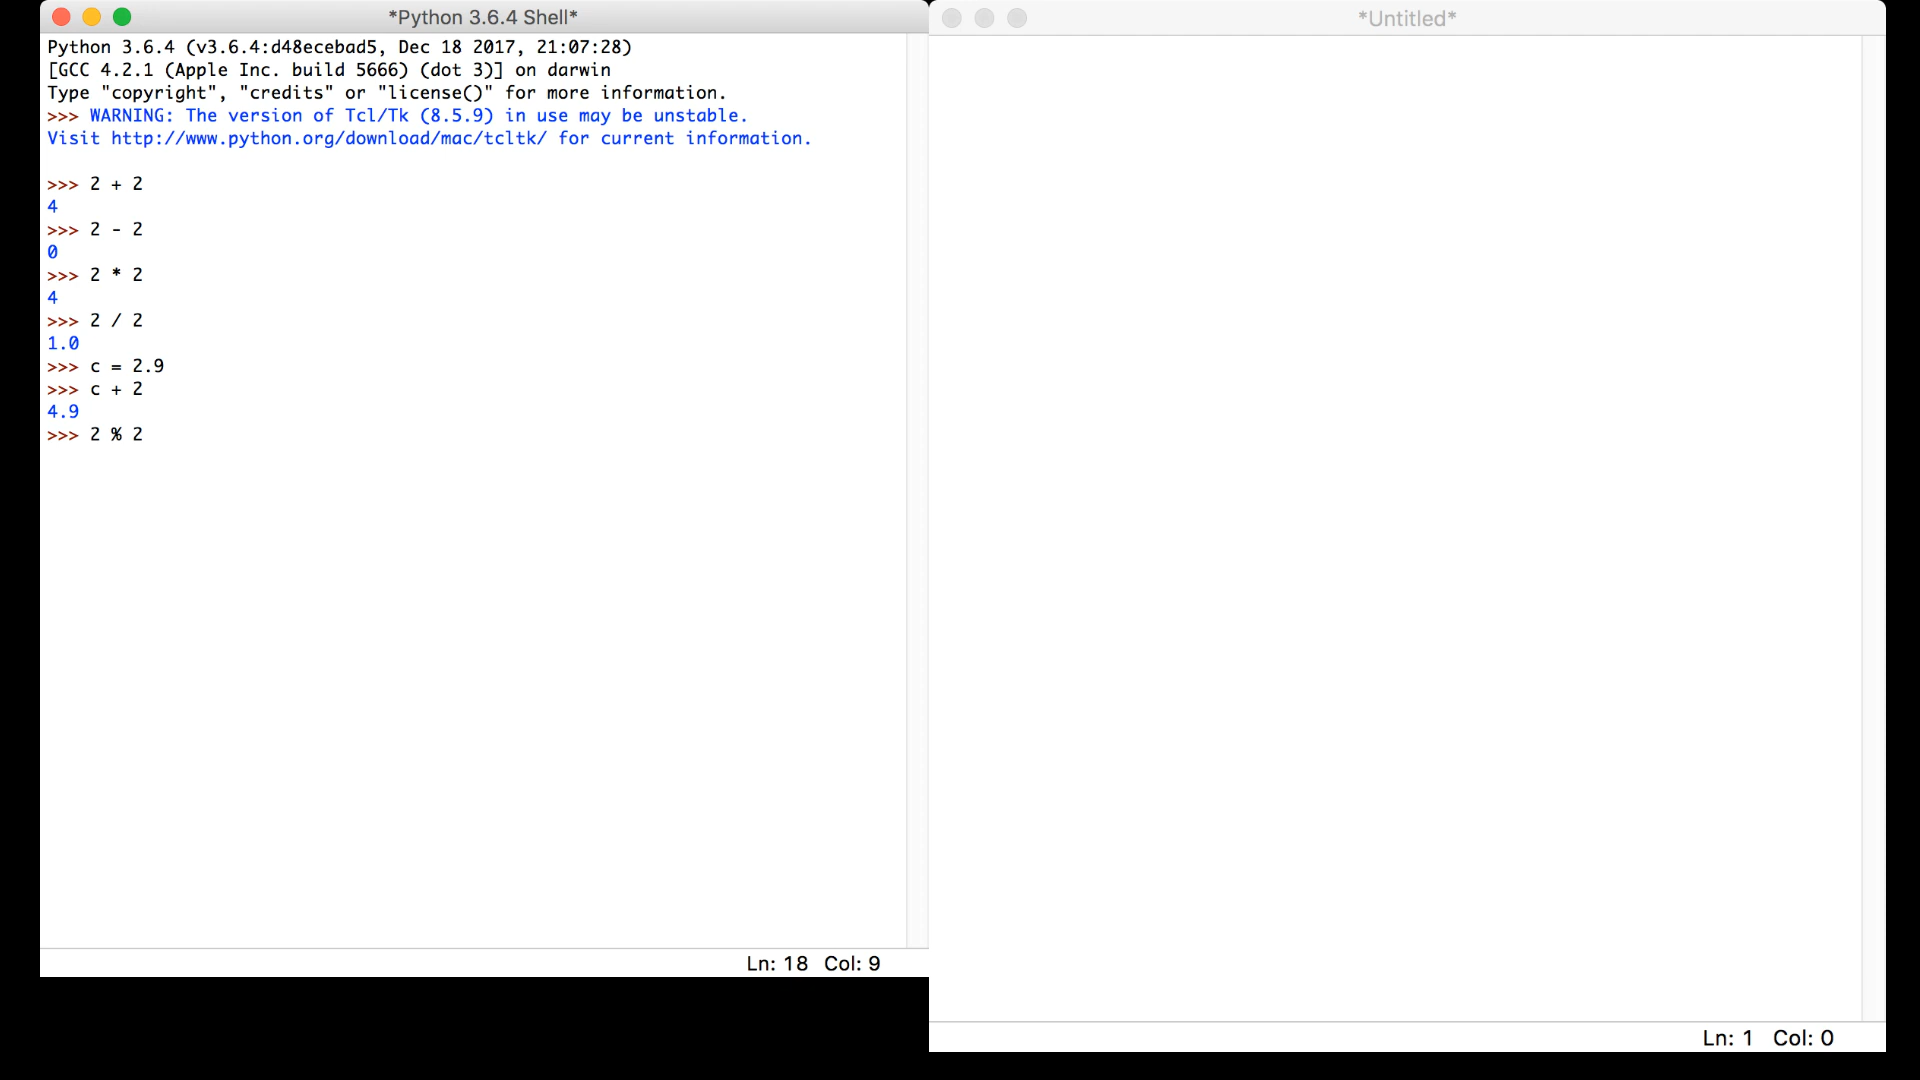 *Python 3.6.4 Shell*
Python 3.6.4 (v3.6.4:d48ecebad5, Dec 18 2017, 21:07:28)
[GCC 4.2.1 (Apple Inc. build 5666) (dot 3)] on darwin
Type "copyright", "credits" or "license()" for more information.
>>> WARNING: The version of Tcl/Tk (8.5.9) in use may be unstable.
Visit http://www.python.org/download/mac/tcltk/ for current information.
>>> 2 + 2
4
>>> 2 - 2
0
>>> 2 * 2
4
>>> 2 / 2
1.0
>>> c = 2.9
>>> c + 2
4.9
>>> 2 % 2
Ln: 18 Col: 9
*Untitled*
Ln: 1 Col: 0